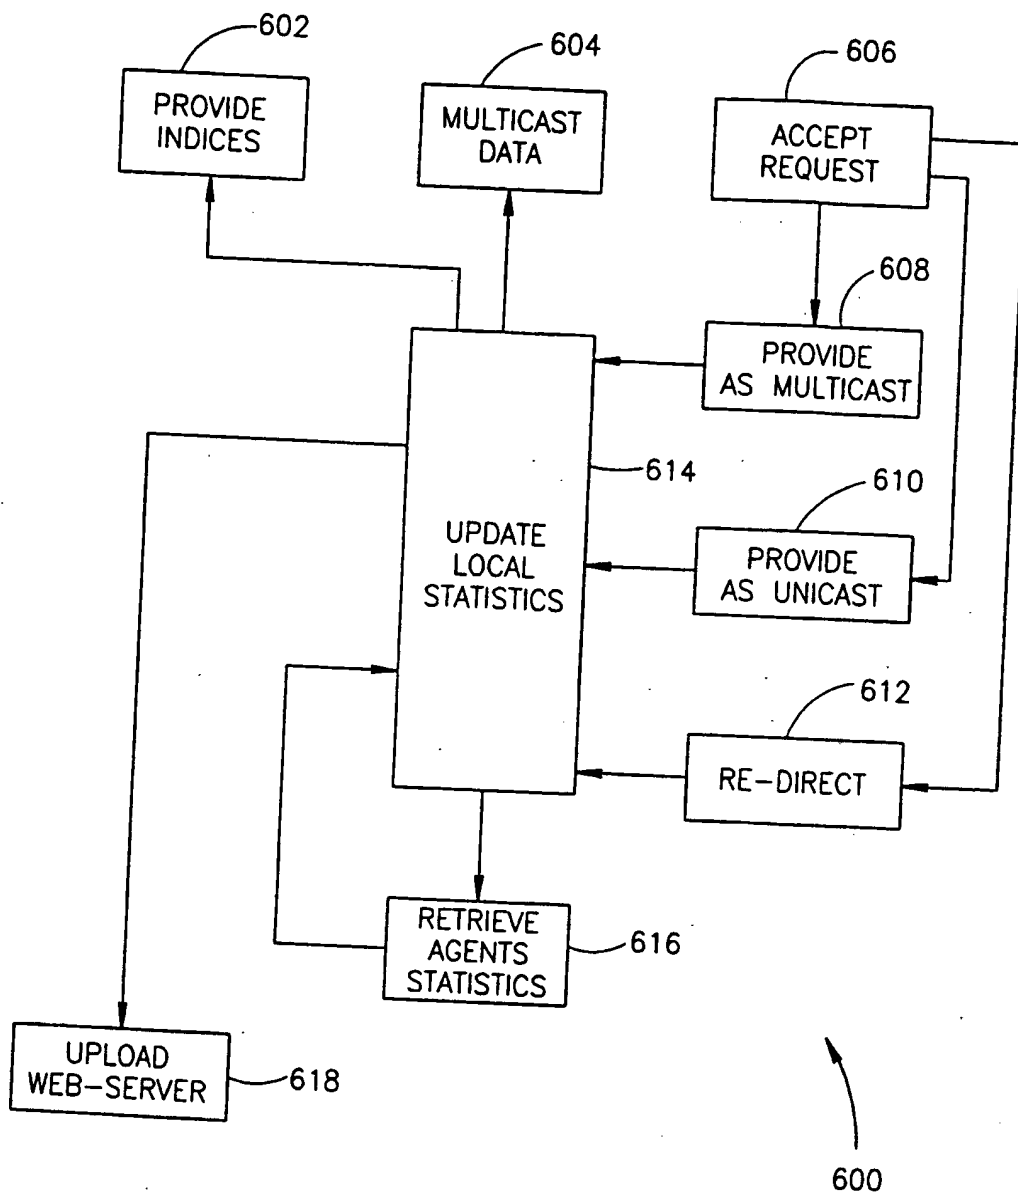 602
604
606
PROVIDE
INDICES
MULTICAST
DATA
ACCEPT
REQUEST
608
PROVIDE
AS MULTICAST
614
610
UPDATE
LOCAL
STATISTICS
PROVIDE
AS UNICAST
612
RE-DIRECT
RETRIEVE
AGENTS
STATISTICS
616
UPLOAD
WEB-SERVER
618
600